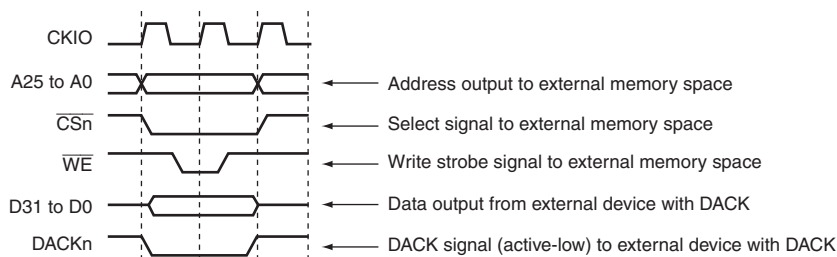 CKIO
A25 to A0 Address output to external memory space
CSn Select signal to external memory space
WE Write strobe signal to external memory space
D31 to D0 Data output from external device with DACK
DACKn DACK signal (active-low) to external device with DACK